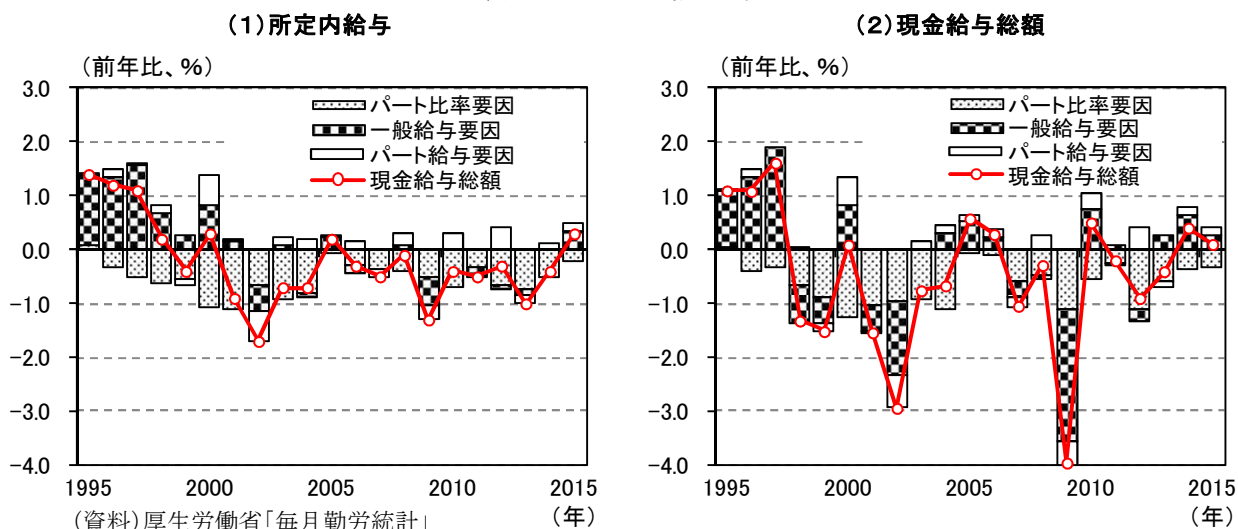 (1)所定内給与
(前年比、%)
3.0
2.0
1.0
0.0
-1.0
-2.0
-3.0
-4.0
パート比率要因
一般給与要因
パート給与要因
現金給与総額
1995
2000
2005
2010
2015
(年)
(資料)厚生労働省「毎月勤労統計」
(2)現金給与総額
(前年比、%)
3.0
2.0
1.0
0.0
-1.0
-2.0
-3.0
-4.0
パート比率要因
一般給与要因
パート給与要因
現金給与総額
1995
2000
2005
2010
2015
(年)